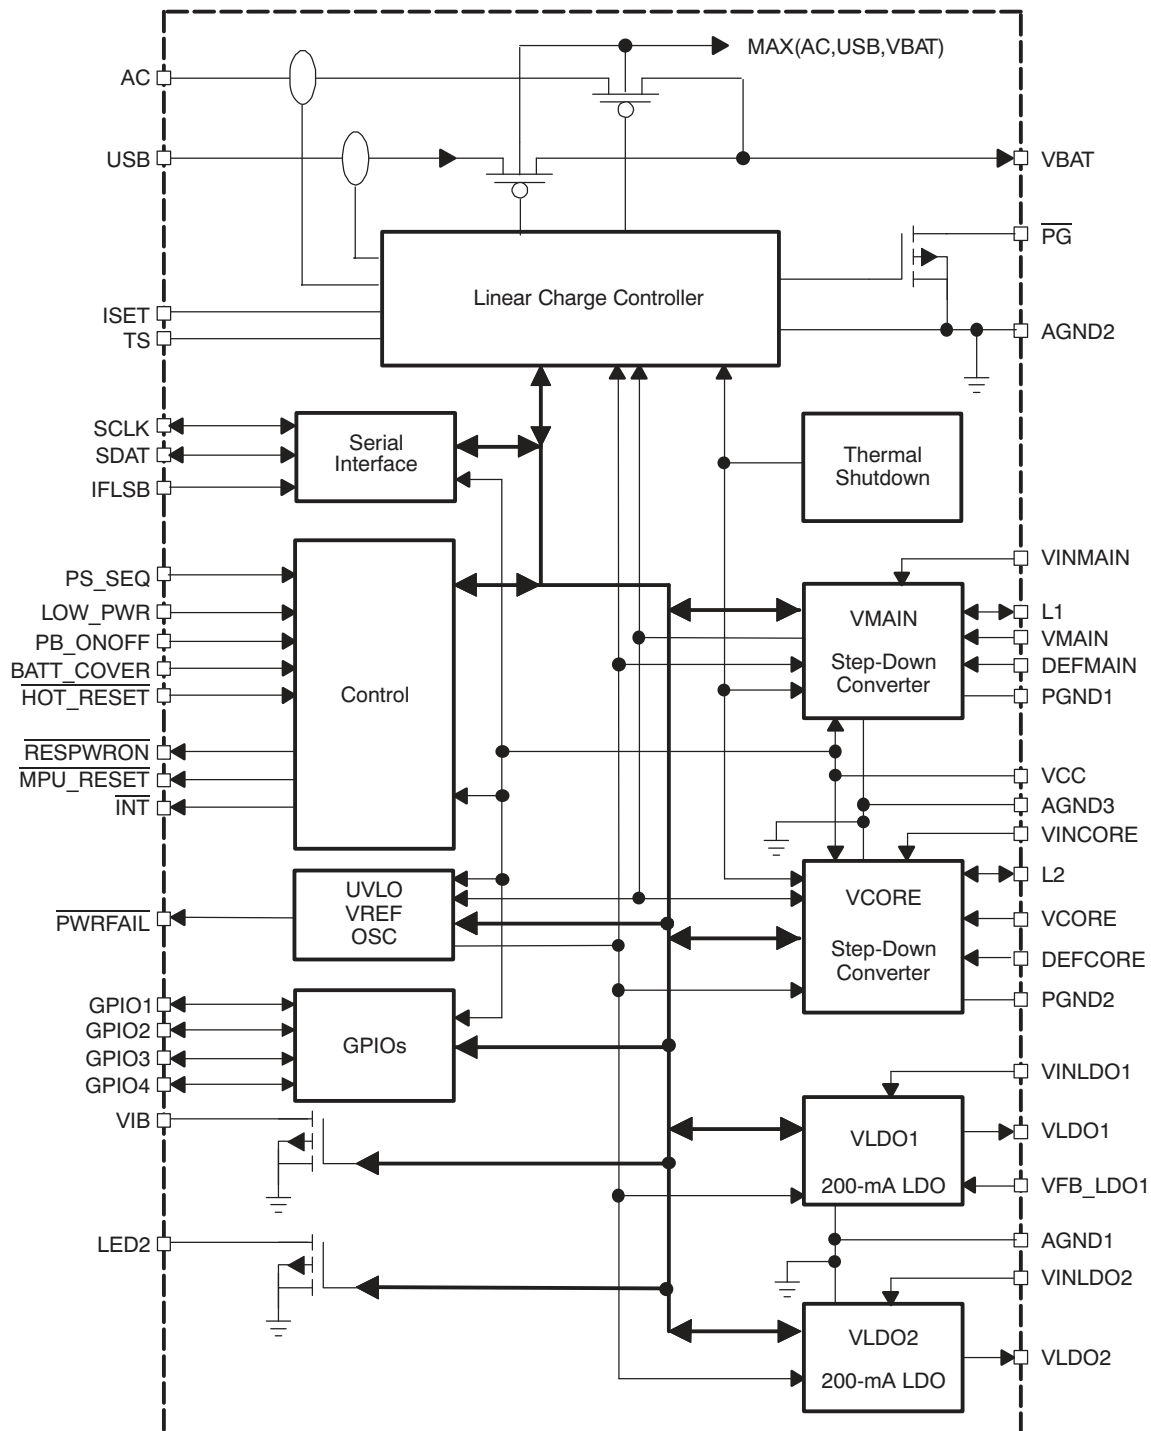 MAX(AC,USB,VBAT)
AC
USB
VBAT
PG
Linear Charge Controller
ISET
TS
AGND2
SCLK
SDAT
IFLSB
Serial
Interface
Thermal
Shutdown
PS_SEQ
LOW_PWR
PB_ONOFF
BATT_COVER
HOT_RESET
RESPWRON
MPU_RESET
INT
Control
VINMAIN
VMAIN
Step-Down
Converter
L1
VMAIN
DEFMAIN
PGND1
VCC
AGND3
VINCORE
PWRFAIL
UVLO
VREF
OSC
VCORE
Step-Down
Converter
L2
VCORE
DEFCORE
PGND2
GPIO1
GPIO2
GPIO3
GPIO4
GPIOs
VIB
VINLDO1
VLDO1
200-mA LDO
VLDO1
VFB_LDO1
LED2
AGND1
VINLDO2
VLDO2
200-mA LDO
VLDO2